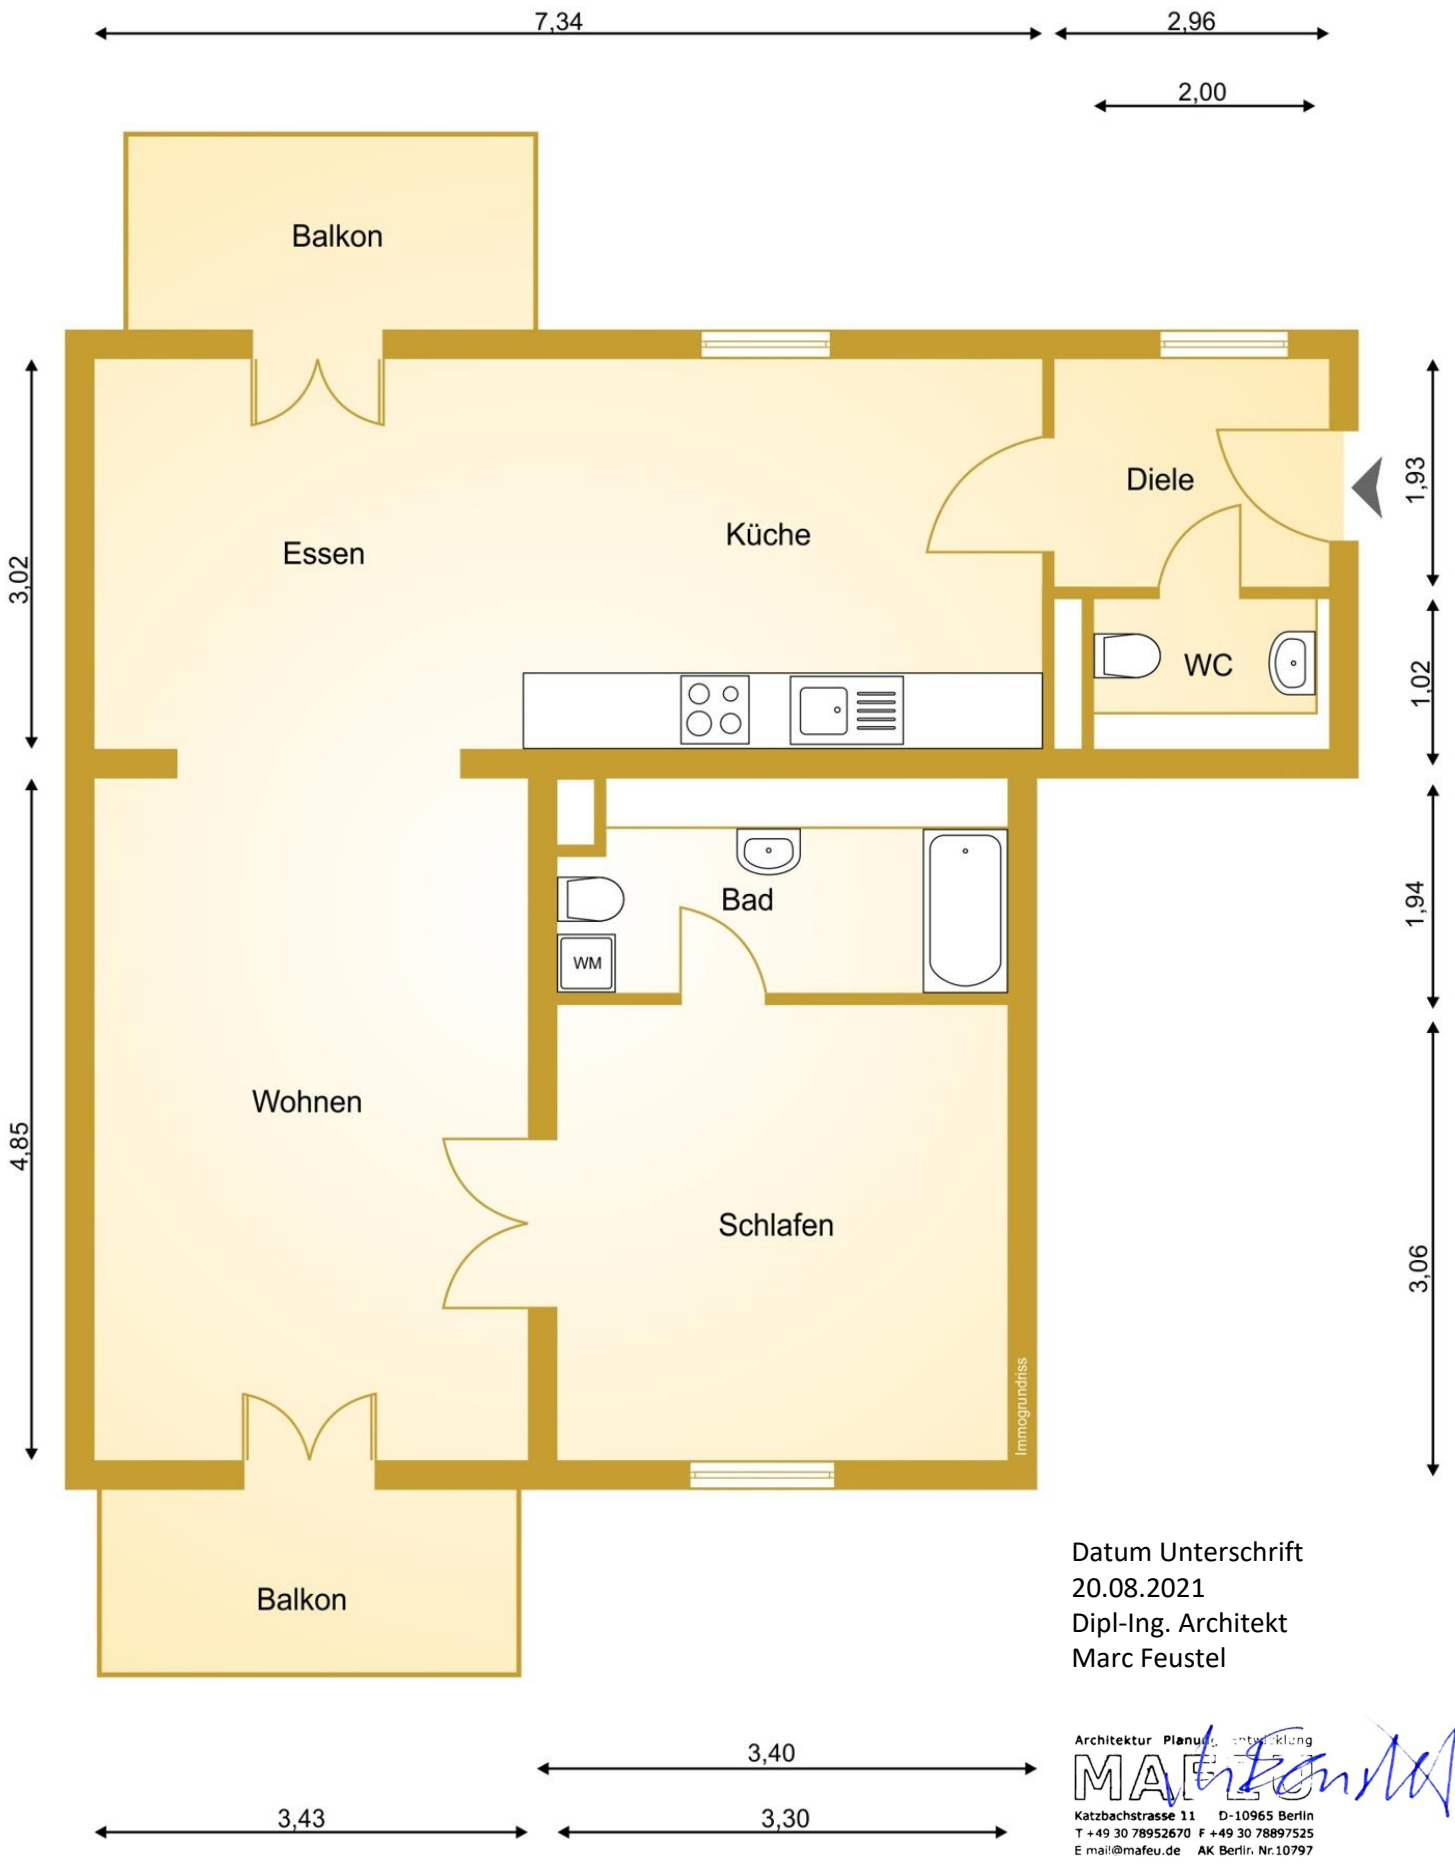 7,34
2,96
2,00
Balkon
Diele
1,93
Küche
Essen
3,02
WC
1,02
Bad
1,94
WM
Wohnen
4,85
Schlafen
3,06
Immogrundriss
Balkon
Datum Unterschrift
20.08.2021
Dipl-Ing. Architekt
Marc Feustel
3,40
3,43
3,30
Architektur Planung entwicklung
MAFEU
Katzbachstrasse 11 D-10965 Berlin
T +49 30 78952670 F +49 30 78897525
E mail@mafeu.de AK Berlin Nr.10797